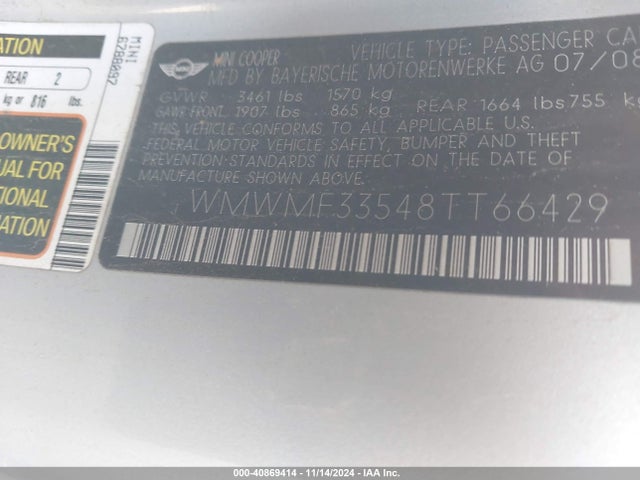 ATION
REAR 2
kg or 816 lbs.
OWNER'S
UAL FOR
TIONAL
MATION
MINI
6788097
MINI COOPER
VEHICLE TYPE: PASSENGER CA
MFD BY BAYERISCHE MOTORENWERKE AG 07/08
GVWR 3461 lbs 1570 kg
GAWR FRONT 1907 lbs 865 kg REAR 1664 lbs 755 kg
THIS VEHICLE CONFORMS TO ALL APPLICABLE U.S.
FEDERAL MOTOR VEHICLE SAFETY, BUMPER AND THEFT
PREVENTION STANDARDS IN EFFECT ON THE DATE OF
MANUFACTURE SHOWN ABOVE.
WMWMF33548TT66429
000-40869414 | 11/14/2024 - IAA Inc.